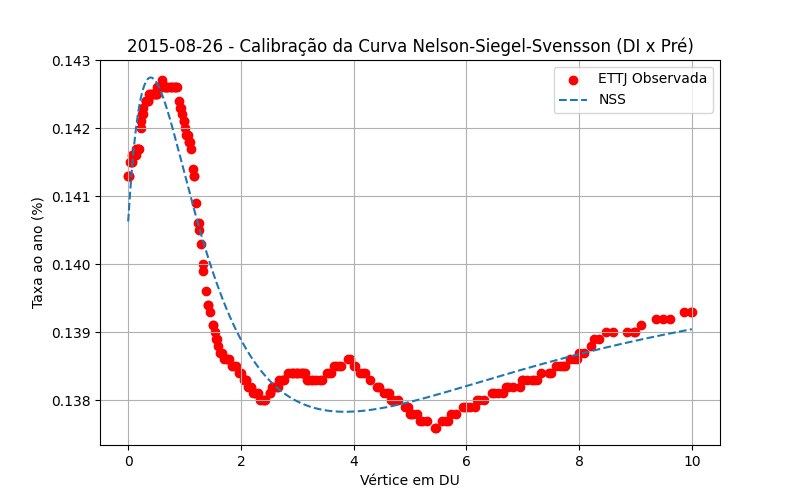 2015-08-26 - Calibração da Curva Nelson-Siegel-Svensson (DI x Pré)
ETTJ Observada
NSS
Taxa ao ano (%)
0.143
0.142
0.141
0.140
0.139
0.138
0 2 4 6 8 10
Vértice em DU